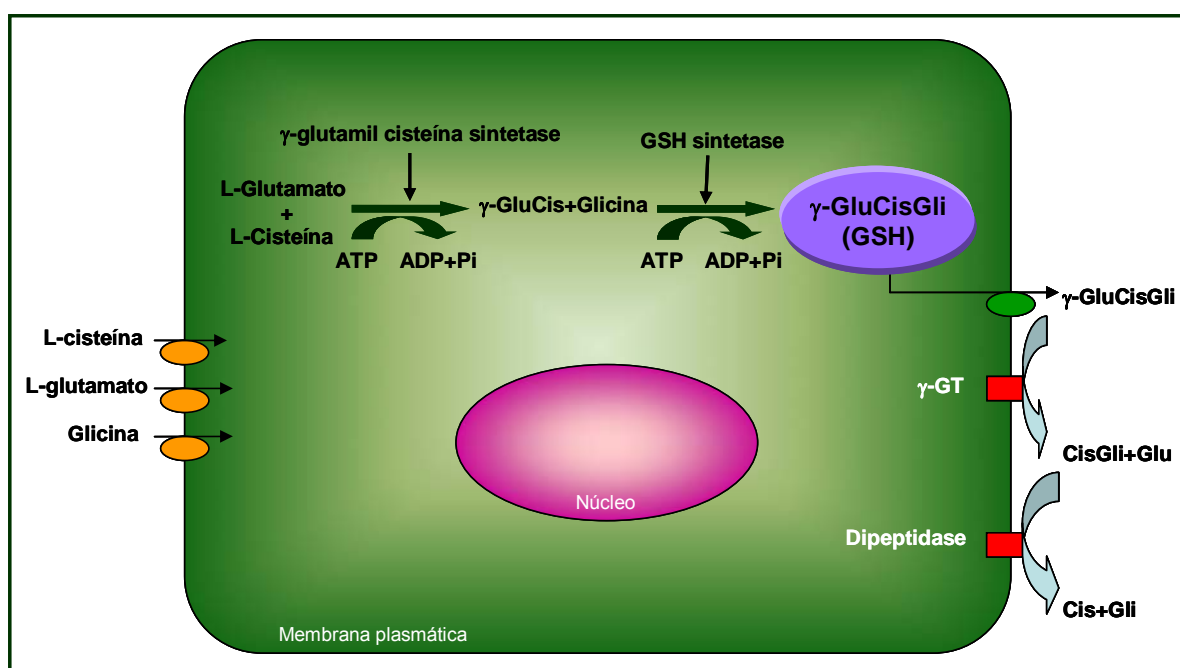 γ-glutamil cisteína sintetase
GSH sintetase
L-Glutamato
+
L-Cisteína
γ-GluCis+Glicina
γ-GluCisGli
(GSH)
ATP
ADP+Pi
ATP
ADP+Pi
γ-GluCisGli
L-cisteína
L-glutamato
Glicina
γ-GT
CisGli+Glu
Núcleo
Dipeptidase
Cis+Gli
Membrana plasmática